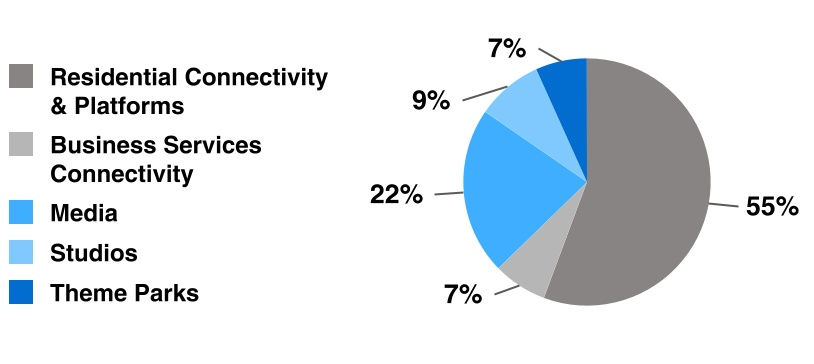 Residential Connectivity
& Platforms
Business Services
Connectivity
Media
Studios
Theme Parks
7%
9%
22%
7%
55%